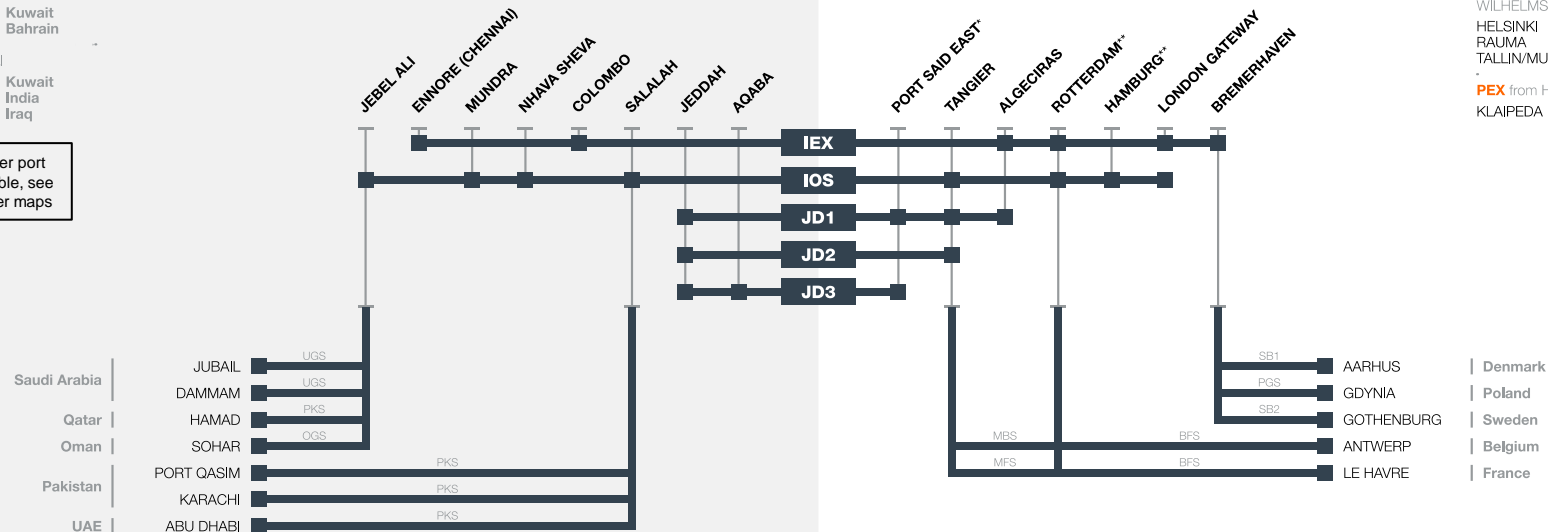 Kuwait
Bahrain
Kuwait
India
Iraq
er port
ble, see
er maps
JEBEL ALI
ENNORE (CHENNAI)
MUNDRA
NHAVA SHEVA
COLOMBO
SALALAH
JEDDAH
AQABA
PORT SAID EAST*
TANGIER
ALGECIRAS
ROTTERDAM**
HAMBURG**
LONDON GATEWAY
BREMERHAVEN
WILHELMS
HELSINKI
RAUMA
TALLIN/MU
PEX from H
KLAIPEDA
IEX
IOS
JD1
JD2
JD3
Saudi Arabia
JUBAIL
UGS
DAMMAM
UGS
Qatar
HAMAD
PKS
Oman
SOHAR
OGS
Pakistan
PORT QASIM
PKS
KARACHI
PKS
UAE
ABU DHABI
PKS
SB1
AARHUS
Denmark
PGS
GDYNIA
Poland
SB2
GOTHENBURG
Sweden
MBS
BFS
ANTWERP
Belgium
MFS
BFS
LE HAVRE
France